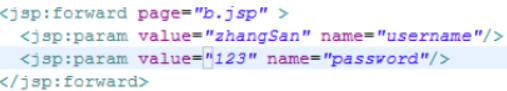 <jsp:forward page="b.jsp" >
<jsp:param value="zhangSan" name="username"/>
<jsp:param value="123" name="password"/>
</jsp:forward>